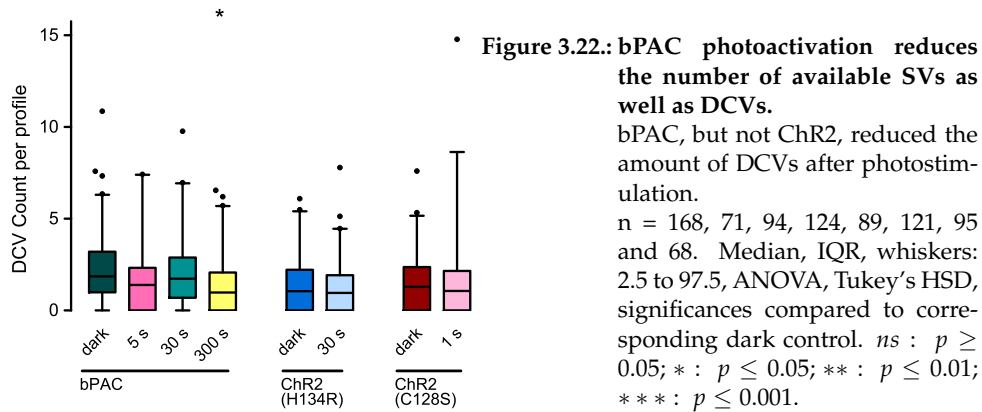 *
15
10
5
0
DCV Count per profile
dark
5 s
30 s
300 s
dark
30 s
dark
1 s
bPAC
ChR2
(H134R)
ChR2
(C128S)
Figure 3.22.: bPAC photoactivation reduces
the number of available SVs as
well as DCVs.
bPAC, but not ChR2, reduced the
amount of DCVs after photostim-
ulation.
n = 168, 71, 94, 124, 89, 121, 95
and 68. Median, IQR, whiskers:
2.5 to 97.5, ANOVA, Tukey's HSD,
significances compared to corre-
sponding dark control. ns : p ≥
0.05; ∗ : p ≤ 0.05; ∗∗ : p ≤ 0.01;
∗ ∗ ∗ : p ≤ 0.001.